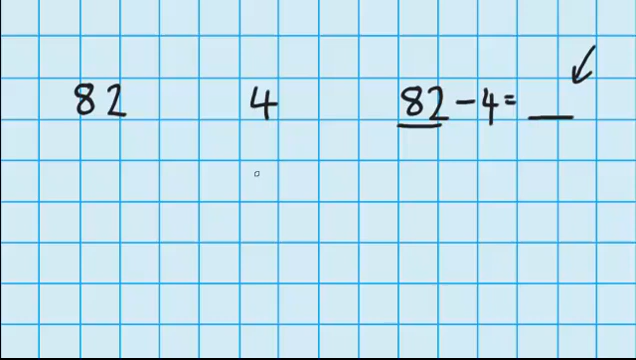 82 4 82 - 4 = __